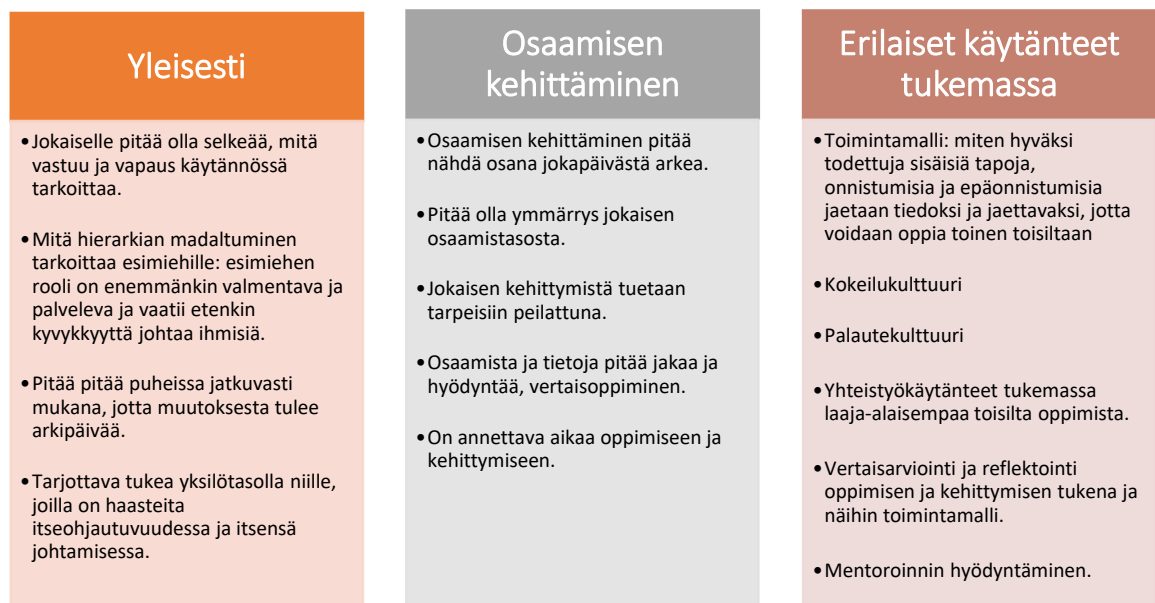 Yleisesti
•Jokaiselle pitää olla selkeää, mitä
vastuu ja vapaus käytännössä
tarkoittaa.
•Mitä hierarkian madaltuminen
tarkoittaa esimiehille: esimiehen
rooli on enemmänkin valmentava ja
palveleva ja vaatii etenkin
kyvykkyyttä johtaa ihmisiä.
•Pitää pitää puheissa jatkuvasti
mukana, jotta muutoksesta tulee
arkipäivää.
•Tarjottava tukea yksilötasolla niille,
joilla on haasteita
itseohjautuvuudessa ja itsensä
johtamisessa.
Osaamisen
kehittäminen
•Osaamisen kehittäminen pitää
nähdä osana jokapäivästä arkea.
•Pitää olla ymmärrys jokaisen
osaamistasosta.
•Jokaisen kehittymistä tuetaan
tarpeisiin peilattuna.
•Osaamista ja tietoja pitää jakaa ja
hyödyntää, vertaisoppiminen.
•On annettava aikaa oppimiseen ja
kehittymiseen.
Erilaiset käytänteet
tukemassa
•Toimintamalli: miten hyväksi
todettuja sisäisiä tapoja,
onnistumisia ja epäonnistumisia
jaetaan tiedoksi ja jaettavaksi, jotta
voidaan oppia toinen toisiltaan
•Kokeilukulttuuri
•Palautekulttuuri
•Yhteistyökäytänteet tukemassa
laaja-alaisempaa toisilta oppimista.
•Vertaisarviointi ja reflektointi
oppimisen ja kehittymisen tukena ja
näihin toimintamalli.
•Mentoroinnin hyödyntäminen.